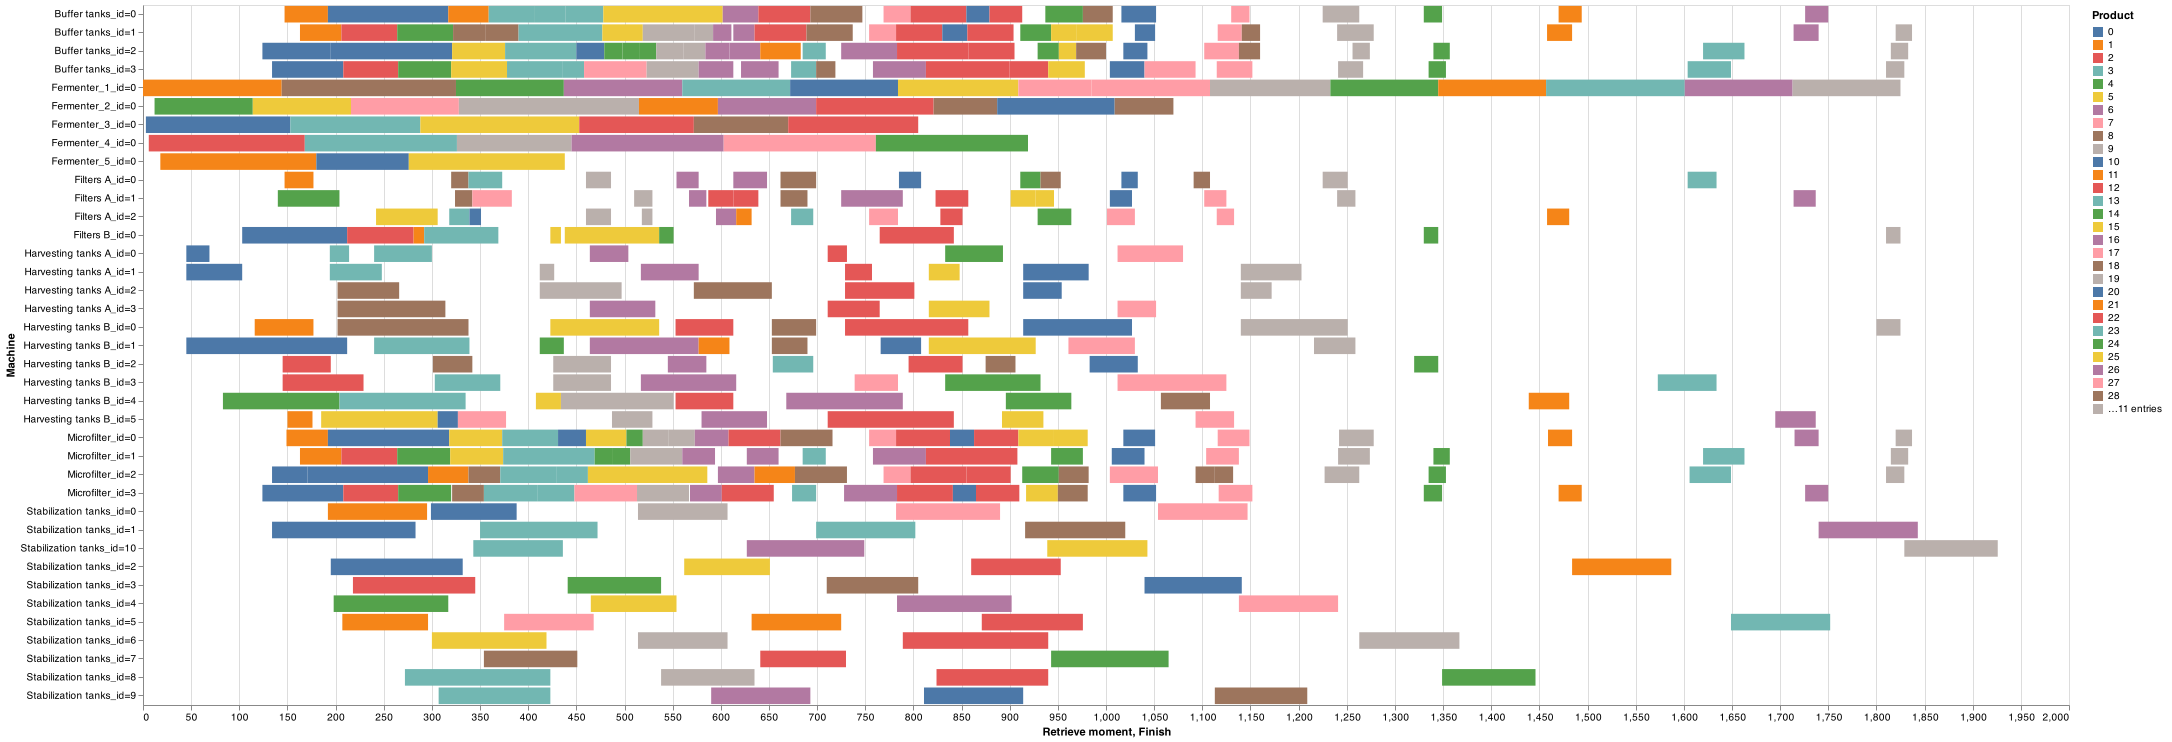 Buffer tanks_id=0
Buffer tanks_id=1
Buffer tanks_id=2
Buffer tanks_id=3
Fermenter_1_id=0
Fermenter_2_id=0
Fermenter_3_id=0
Fermenter_4_id=0
Fermenter_5_id=0
Filters A_id=0
Filters A_id=1
Filters A_id=2
Filters B_id=0
Harvesting tanks A_id=0
Harvesting tanks A_id=1
Harvesting tanks A_id=2
Harvesting tanks A_id=3
Harvesting tanks B_id=0
Harvesting tanks B_id=1
Harvesting tanks B_id=2
Harvesting tanks B_id=3
Harvesting tanks B_id=4
Harvesting tanks B_id=5
Microfilter_id=0
Microfilter_id=1
Microfilter_id=2
Microfilter_id=3
Stabilization tanks_id=0
Stabilization tanks_id=1
Stabilization tanks_id=10
Stabilization tanks_id=2
Stabilization tanks_id=3
Stabilization tanks_id=4
Stabilization tanks_id=5
Stabilization tanks_id=6
Stabilization tanks_id=7
Stabilization tanks_id=8
Stabilization tanks_id=9
Machine
0 50 100 150 200 250 300 350 400 450 500 550 600 650 700 750 800 850 900 950 1,000 1,050 1,100 1,150 1,200 1,250 1,300 1,350 1,400 1,450 1,500 1,550 1,600 1,650 1,700 1,750 1,800 1,850 1,900 1,950 2,000
Retrieve moment, Finish
Product
0
1
2
3
4
5
6
7
8
9
10
11
12
13
14
15
16
17
18
19
20
21
22
23
24
25
26
27
28
…11 entries